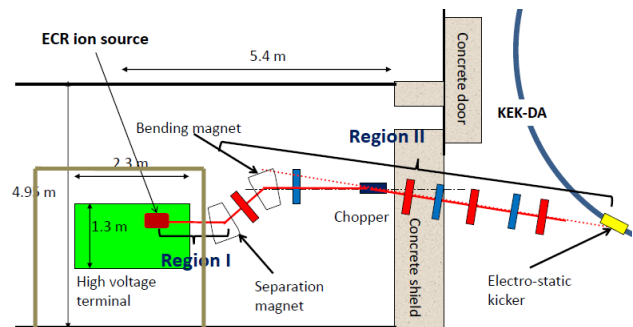 ECR ion source
5.4 m
Concrete door
KEK-DA
Bending magnet
Region II
2.3 m
4.95 m
Chopper
1.3 m
Region I
Concrete shield
High voltage
terminal
Separation
magnet
Electro-static
kicker